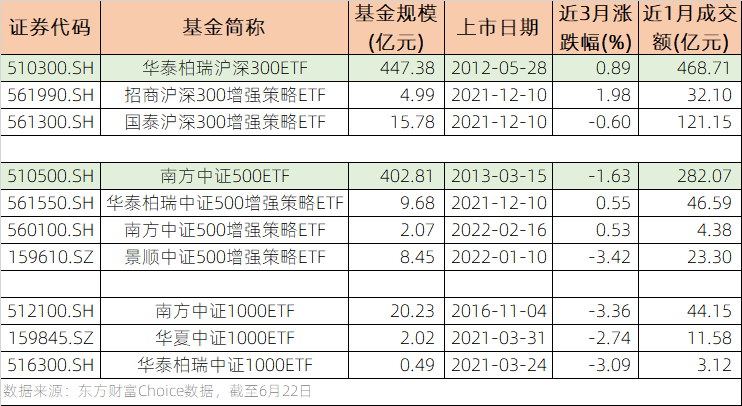 证券代码 基金简称 基金规模(亿元) 上市日期 近3月涨跌幅(%) 近1月成交额(亿元)
510300.SH 华泰柏瑞沪深300ETF 447.38 2012-05-28 0.89 468.71
561990.SH 招商沪深300增强策略ETF 4.99 2021-12-10 1.98 32.10
561300.SH 国泰沪深300增强策略ETF 15.78 2021-12-10 -0.60 121.15
510500.SH 南方中证500ETF 402.81 2013-03-15 -1.63 282.07
561550.SH 华泰柏瑞中证500增强策略ETF 9.68 2021-12-10 0.55 46.59
560100.SH 南方中证500增强策略ETF 2.07 2022-02-16 0.53 4.38
159610.SZ 景顺中证500增强策略ETF 8.45 2022-01-10 -3.42 23.30
512100.SH 南方中证1000ETF 20.23 2016-11-04 -3.36 44.15
159845.SZ 华夏中证1000ETF 2.02 2021-03-31 -2.74 11.58
516300.SH 华泰柏瑞中证1000ETF 0.49 2021-03-24 -3.09 3.12
数据来源：东方财富Choice数据，截至6月22日